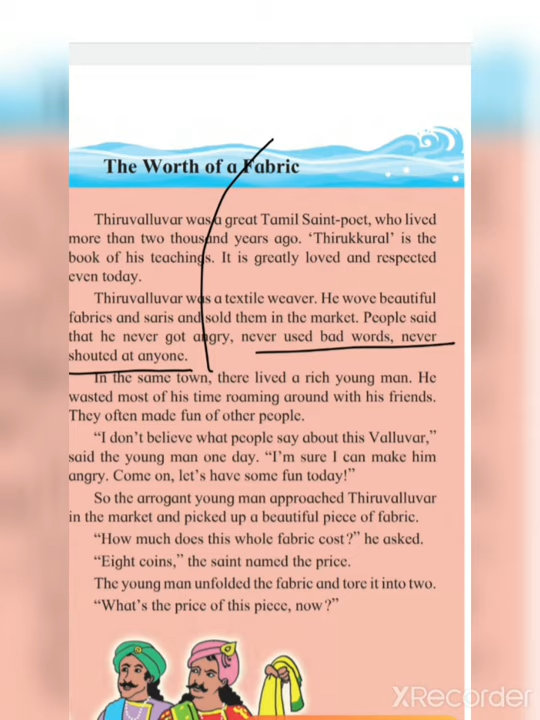 The Worth of a Fabric
Thiruvalluvar was a great Tamil Saint-poet, who lived
more than two thousand years ago. ‘Thirukkural’ is the
book of his teachings. It is greatly loved and respected
even today.
Thiruvalluvar was a textile weaver. He wove beautiful
fabrics and saris and sold them in the market. People said
that he never got angry, never used bad words, never
shouted at anyone.
In the same town, there lived a rich young man. He
wasted most of his time roaming around with his friends.
They often made fun of other people.
“I don’t believe what people say about this Valluvar,”
said the young man one day. “I’m sure I can make him
angry. Come on, let’s have some fun today!”
So the arrogant young man approached Thiruvalluvar
in the market and picked up a beautiful piece of fabric.
“How much does this whole fabric cost?” he asked.
“Eight coins,” the saint named the price.
The young man unfolded the fabric and tore it into two.
“What’s the price of this piece, now?”
XRecorder